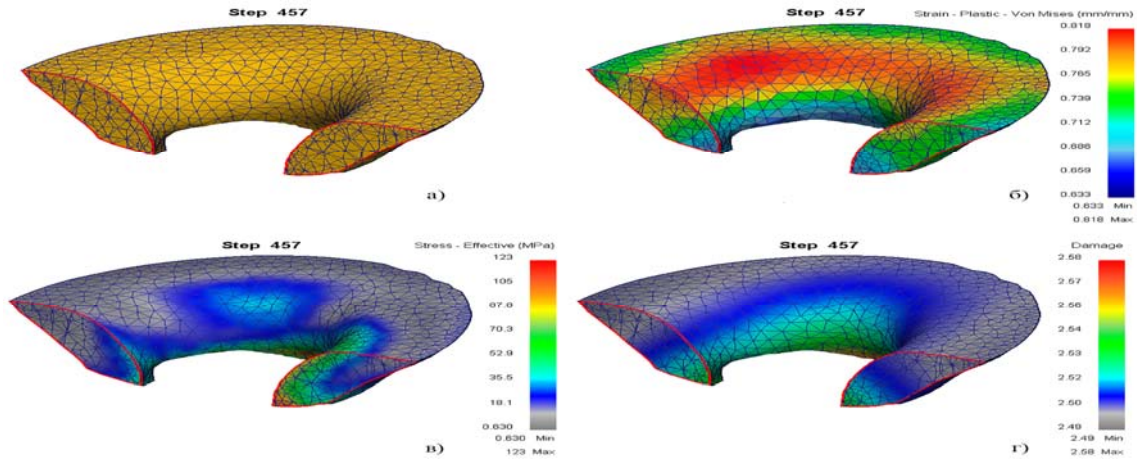 Step 457
а)
Step 457
Strain - Plastic - Von Mises (mm/mm)
0.818
0.792
0.765
0.739
0.712
0.686
0.659
0.633
0.633 Min
0.818 Max
б)
Step 457
Stress - Effective (MPa)
123
105
87.8
70.3
52.9
35.5
18.1
0.630
0.630 Min
123 Max
в)
Step 457
Damage
2.58
2.57
2.56
2.54
2.53
2.52
2.50
2.49
2.49 Min
2.58 Max
г)